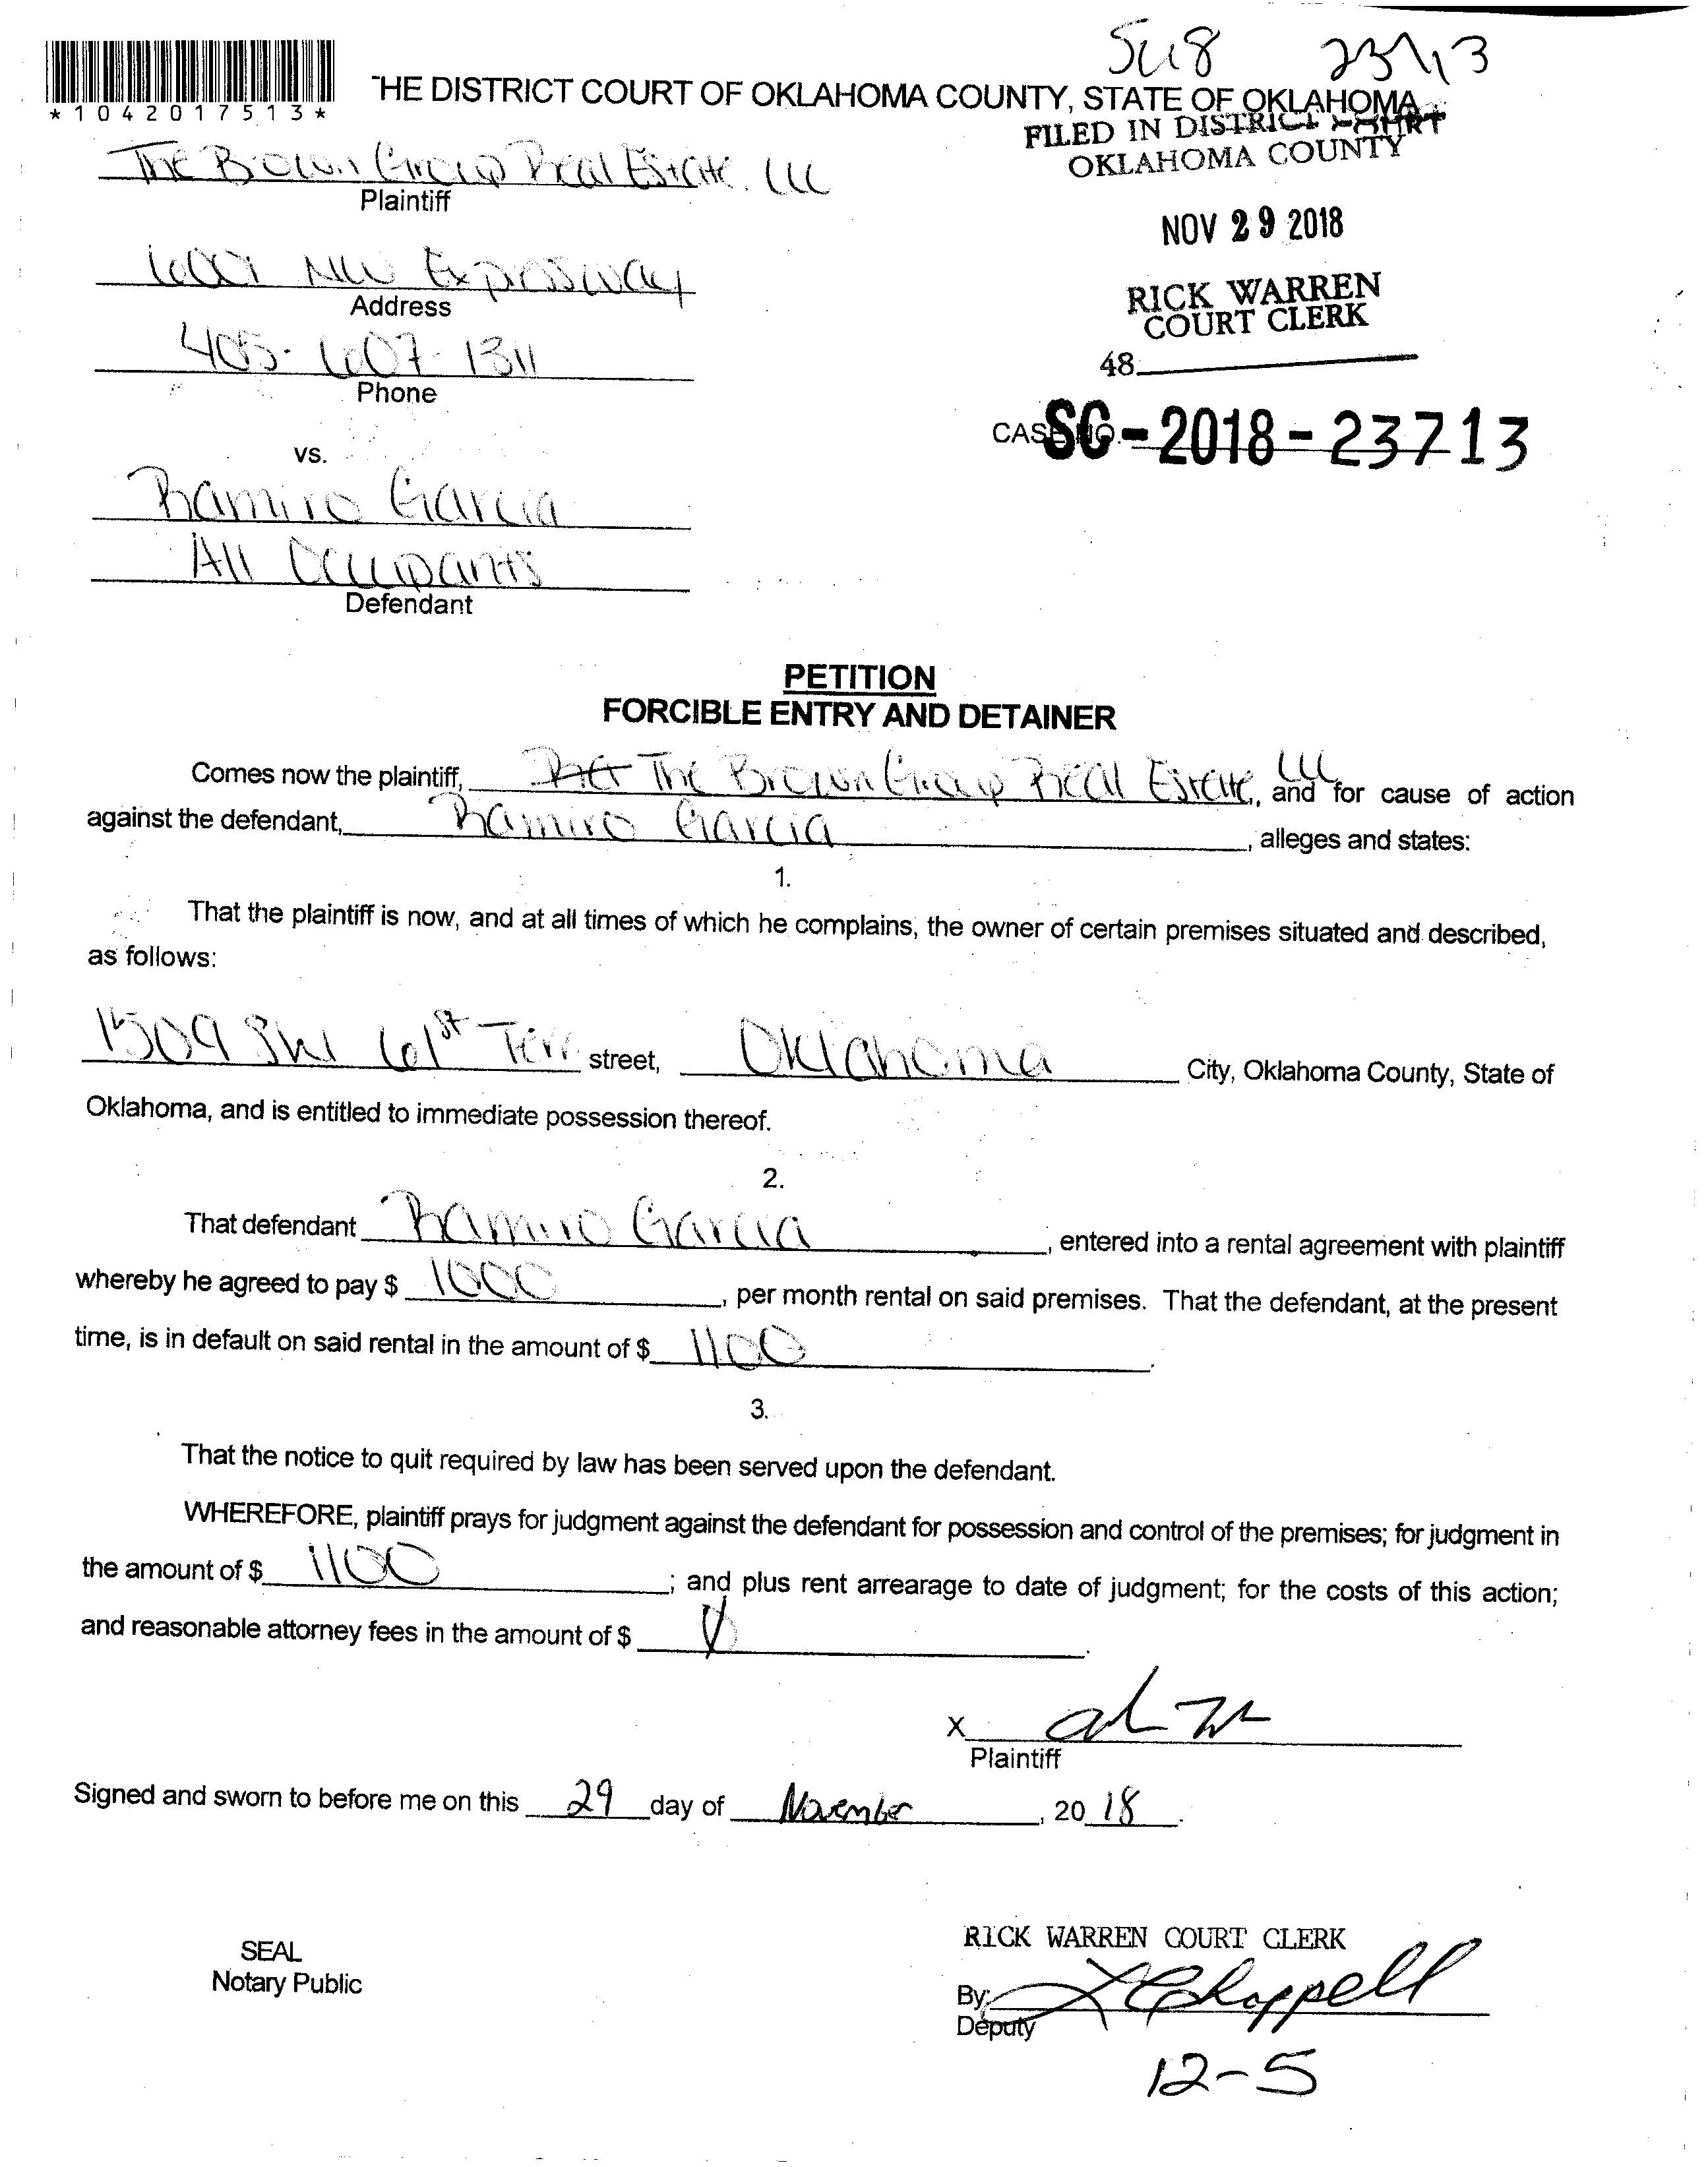 *1042017513*
THE DISTRICT COURT OF OKLAHOMA COUNTY, STATE OF OKLAHOMA
FILED IN DISTRICT COURT
OKLAHOMA COUNTY
The Brown Group Real Estate, LLC
Plaintiff
NOV 29 2018
6001 NW Expressway
Address
RICK WARREN
COURT CLERK
405-607-1311
Phone
48
CASE NO. SC-2018-23713
vs.
Ramiro Garcia
All Occupants
Defendant
PETITION
FORCIBLE ENTRY AND DETAINER
Comes now the plaintiff, The Brown Group Real Estate, LLC, and for cause of action
against the defendant, Ramiro Garcia, alleges and states:
1.
That the plaintiff is now, and at all times of which he complains, the owner of certain premises situated and described,
as follows:
1509 SW 61st Terr street, Oklahoma City, Oklahoma County, State of
Oklahoma, and is entitled to immediate possession thereof.
2.
That defendant Ramiro Garcia, entered into a rental agreement with plaintiff
whereby he agreed to pay $ 1000, per month rental on said premises. That the defendant, at the present
time, is in default on said rental in the amount of $ 1100.
3.
That the notice to quit required by law has been served upon the defendant.
WHEREFORE, plaintiff prays for judgment against the defendant for possession and control of the premises; for judgment in
the amount of $ 1100; and plus rent arrearage to date of judgment; for the costs of this action;
and reasonable attorney fees in the amount of $
X
Plaintiff
Signed and sworn to before me on this 29 day of November, 2018.
SEAL
Notary Public
RICK WARREN COURT CLERK
By: Chappell
Deputy
12-5